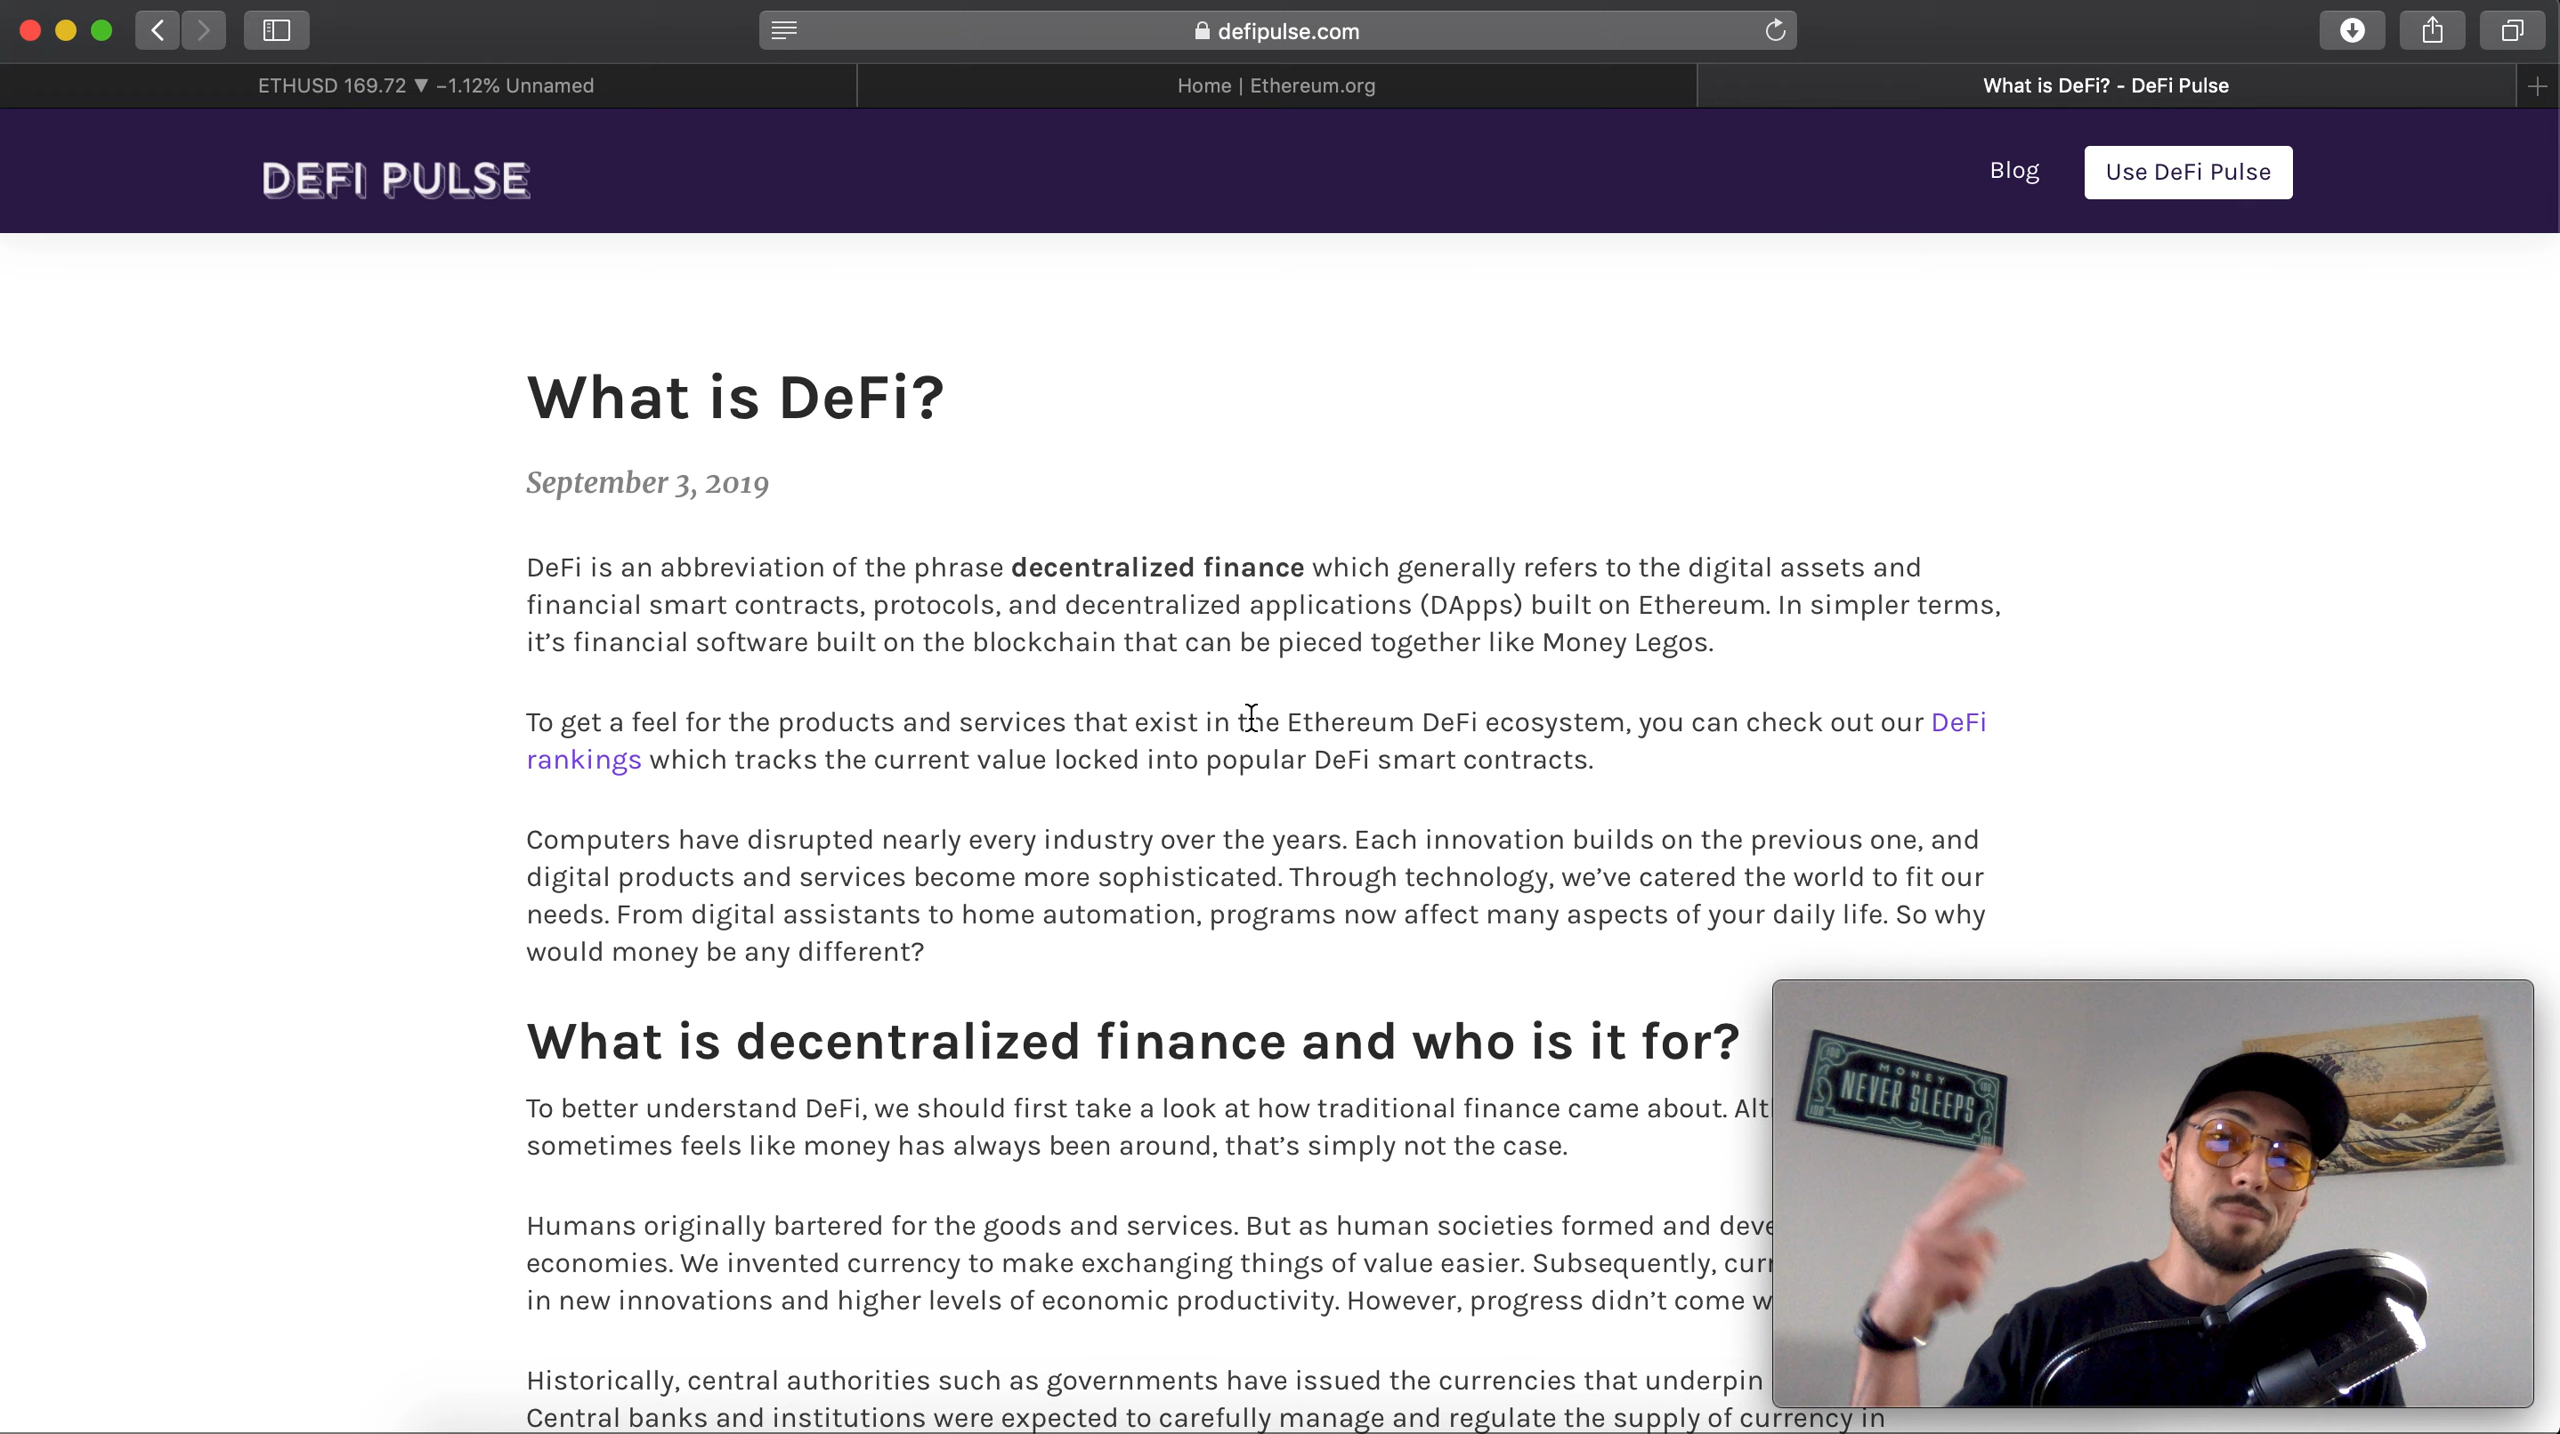 defipulse.com
ETHUSD 169.72 ▼ −1.12% Unnamed
Home | Ethereum.org
What is DeFi? - DeFi Pulse
DEFI PULSE
Blog
Use DeFi Pulse
What is DeFi?
September 3, 2019
DeFi is an abbreviation of the phrase decentralized finance which generally refers to the digital assets and
financial smart contracts, protocols, and decentralized applications (DApps) built on Ethereum. In simpler terms,
it’s financial software built on the blockchain that can be pieced together like Money Legos.
To get a feel for the products and services that exist in the Ethereum DeFi ecosystem, you can check out our DeFi
rankings which tracks the current value locked into popular DeFi smart contracts.
Computers have disrupted nearly every industry over the years. Each innovation builds on the previous one, and
digital products and services become more sophisticated. Through technology, we’ve catered the world to fit our
needs. From digital assistants to home automation, programs now affect many aspects of your daily life. So why
would money be any different?
What is decentralized finance and who is it for?
To better understand DeFi, we should first take a look at how traditional finance came about.
sometimes feels like money has always been around, that’s simply not the case.
Humans originally bartered for the goods and services. But as human societies formed and
economies. We invented currency to make exchanging things of value easier. Subsequently,
in new innovations and higher levels of economic productivity. However, progress didn’t come
Historically, central authorities such as governments have issued the currencies that underpin
Central banks and institutions were expected to carefully manage and regulate the supply of currency in
MONEY
NEVER SLEEPS